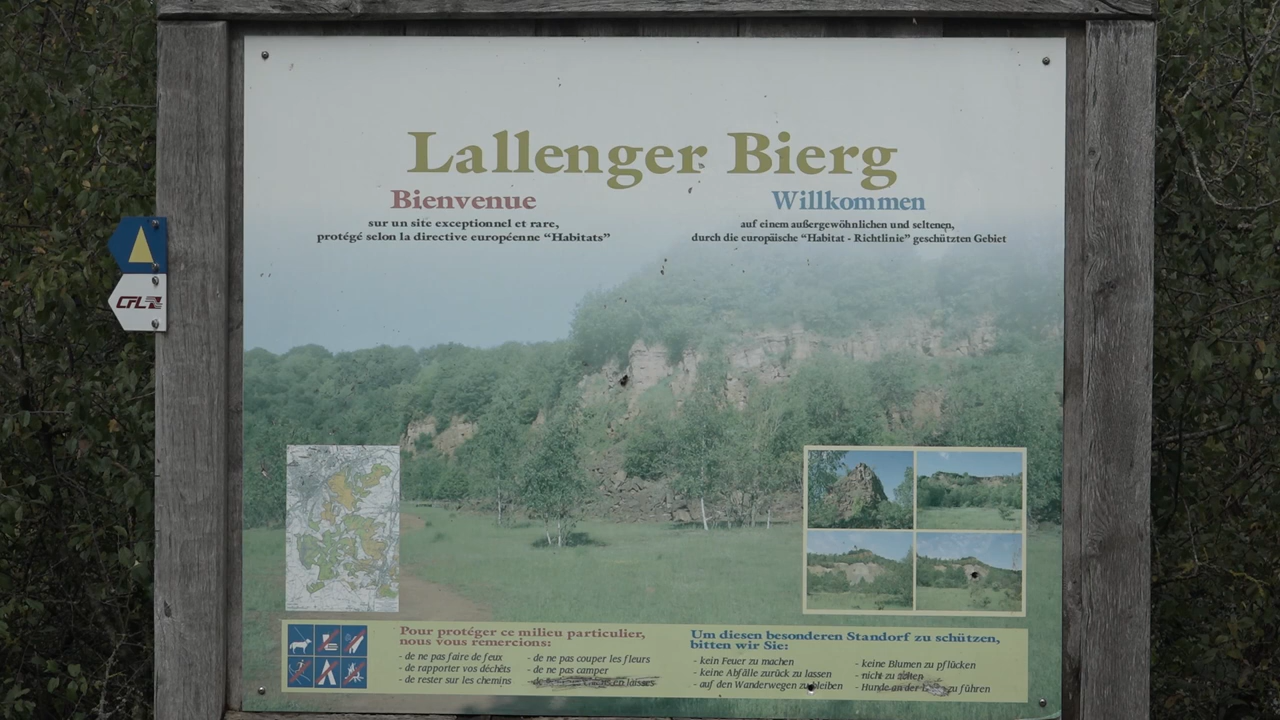 Lallenger Bierg
Bienvenue
sur un site exceptionnel et rare,
protégé selon la directive européenne “Habitats”
Willkommen
auf einem außergewöhnlichen und seltenen,
durch die europäische “Habitat - Richtlinie” geschützten Gebiet
CFL
Pour protéger ce milieu particulier,
nous vous remercions:
- de ne pas faire de feux
- de rapporter vos déchêts
- de rester sur les chemins
- de ne pas couper les fleurs
- de ne pas camper
- de en laisses
Um diesen besonderen Standorf zu schützen,
bitten wir Sie:
- kein Feuer zu machen
- keine Abfälle zurück zu lassen
- auf den Wanderwegen zu bleiben
- keine Blumen zu pflücken
- nicht zu zelten
- Hunde an der zu führen